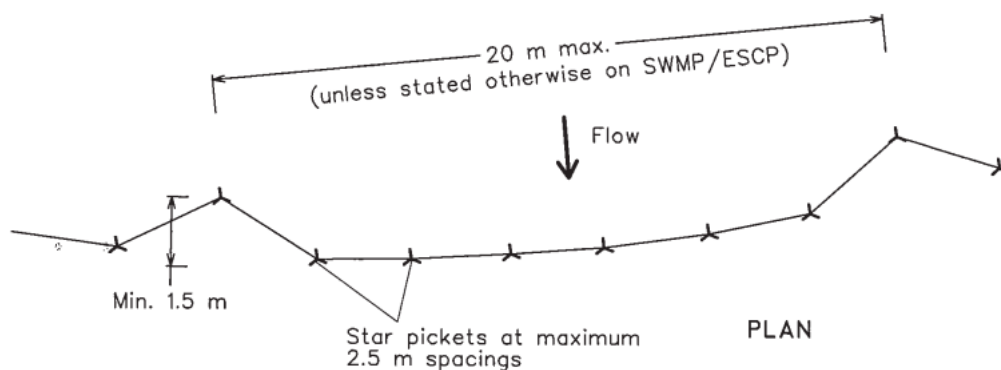 20 m max.
(unless stated otherwise on SWMP/ESCP)
Flow
Min. 1.5 m
Star pickets at maximum
2.5 m spacings
PLAN